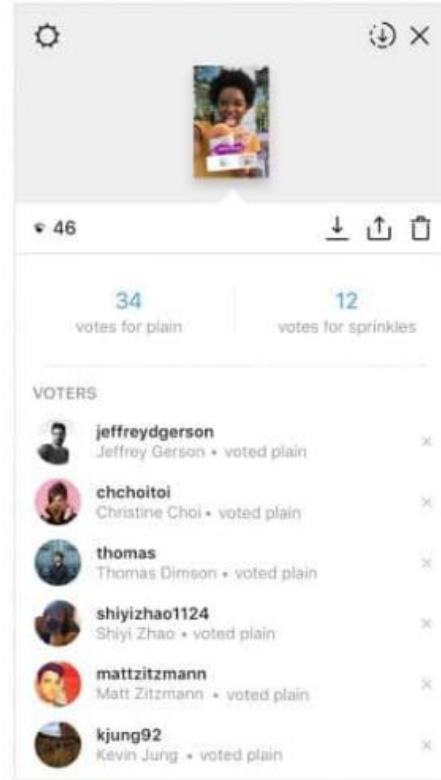 46
34
votes for plain
12
votes for sprinkles
VOTERS
jeffreydgerson
Jeffrey Gerson • voted plain
chchoitoi
Christine Choi • voted plain
thomas
Thomas Dimson • voted plain
shiyizhao1124
Shiyi Zhao • voted plain
mattzitzmann
Matt Zitzmann • voted plain
kjung92
Kevin Jung • voted plain